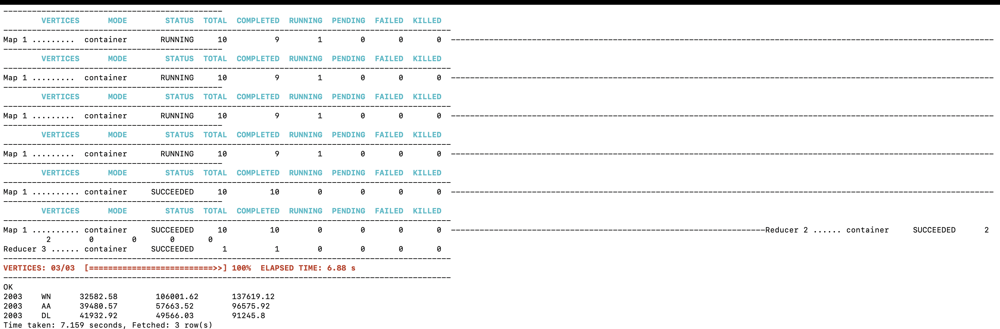 ----------------------------------------------
        VERTICES      MODE        STATUS  TOTAL  COMPLETED  RUNNING  PENDING  FAILED  KILLED
----------------------------------------------------------------------------------------------
Map 1 .........  container       RUNNING     10          9        1        0       0       0  ------------------------------------------------------------------------------------------------------------------
----------------------------------------------
        VERTICES      MODE        STATUS  TOTAL  COMPLETED  RUNNING  PENDING  FAILED  KILLED
----------------------------------------------------------------------------------------------
Map 1 .........  container       RUNNING     10          9        1        0       0       0  ------------------------------------------------------------------------------------------------------------------
----------------------------------------------
        VERTICES      MODE        STATUS  TOTAL  COMPLETED  RUNNING  PENDING  FAILED  KILLED
----------------------------------------------------------------------------------------------
Map 1 .........  container       RUNNING     10          9        1        0       0       0  ------------------------------------------------------------------------------------------------------------------
----------------------------------------------
        VERTICES      MODE        STATUS  TOTAL  COMPLETED  RUNNING  PENDING  FAILED  KILLED
----------------------------------------------------------------------------------------------
Map 1 .........  container       RUNNING     10          9        1        0       0       0  ------------------------------------------------------------------------------------------------------------------
----------------------------------------------
        VERTICES      MODE        STATUS  TOTAL  COMPLETED  RUNNING  PENDING  FAILED  KILLED
----------------------------------------------------------------------------------------------
Map 1 .......... container     SUCCEEDED     10         10        0        0       0       0  ------------------------------------------------------------------------------------------------------------------
----------------------------------------------
        VERTICES      MODE        STATUS  TOTAL  COMPLETED  RUNNING  PENDING  FAILED  KILLED
----------------------------------------------------------------------------------------------
Map 1 .......... container     SUCCEEDED     10         10        0        0       0       0  ------------------------------------------------------------------Reducer 2 ...... container     SUCCEEDED      2
         2        0        0       0       0
Reducer 3 ...... container     SUCCEEDED      1          1        0        0       0       0
----------------------------------------------------------------------------------------------
VERTICES: 03/03  [==========================>>] 100%  ELAPSED TIME: 6.88 s
----------------------------------------------------------------------------------------------
OK
2003    WN      32582.58        106001.62       137619.12
2003    AA      39480.57        57663.52        96575.92
2003    DL      41932.92        49566.03        91245.8
Time taken: 7.159 seconds, Fetched: 3 row(s)